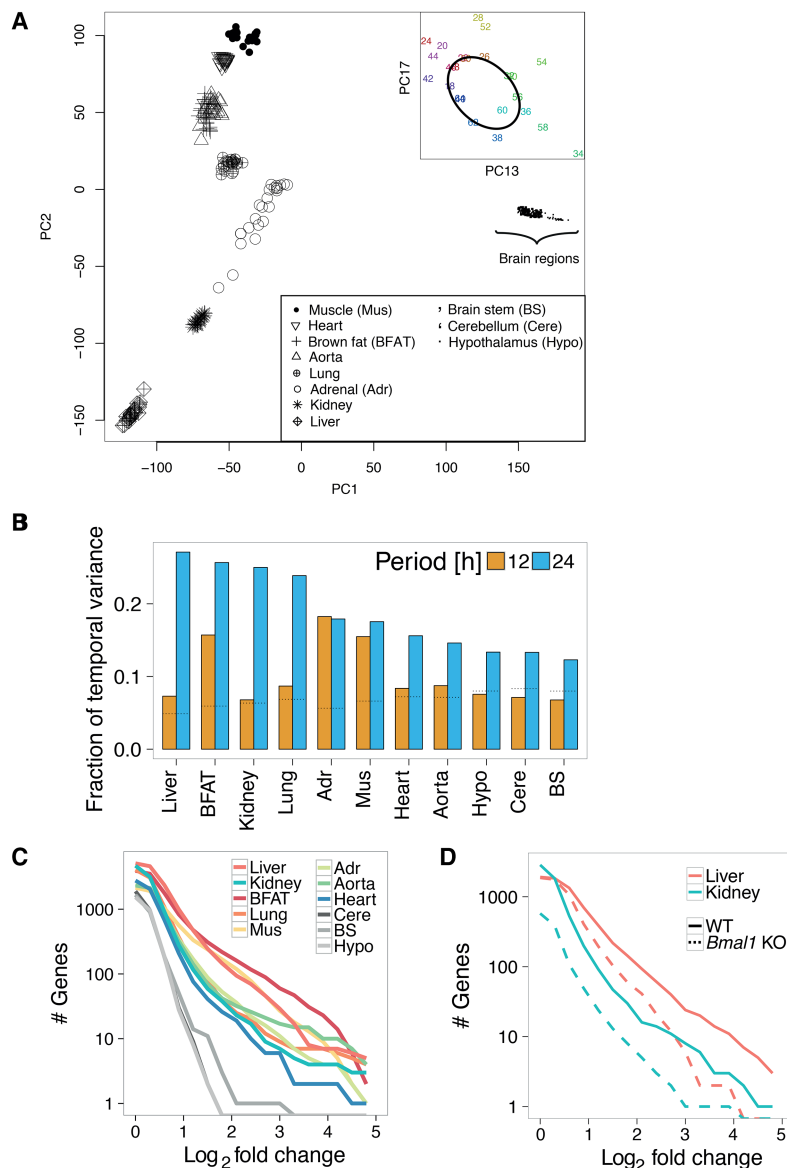 A
100
50
0
−50
−100
−150
PC2
−100
−50
0
50
100
150
PC1
28
52
24
20
44
26
54
42
18
60
36
58
38
34
PC17
PC13
Brain regions
Muscle (Mus)
Heart
Brown fat (BFAT)
Aorta
Lung
Adrenal (Adr)
Kidney
Liver
Brain stem (BS)
Cerebellum (Cere)
Hypothalamus (Hypo)
B
Period [h] 12 24
Fraction of temporal variance
0.2
0.1
0.0
Liver
BFAT
Kidney
Lung
Adr
Mus
Heart
Aorta
Hypo
Cere
BS
C
# Genes
1000
100
10
1
0 1 2 3 4 5
Log2 fold change
Liver
Kidney
BFAT
Lung
Mus
Adr
Aorta
Heart
Cere
BS
Hypo
D
# Genes
1000
10
1
0 1 2 3 4 5
Log2 fold change
Liver
Kidney
WT
Bmal1 KO